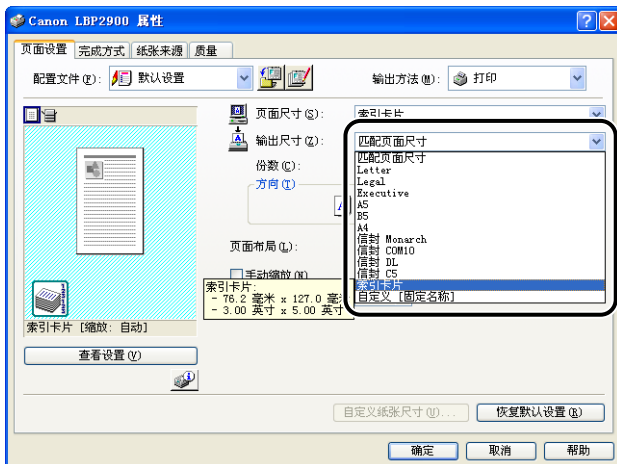 Canon LBP2900 属性
页面设置 完成方式 纸张来源 质量
配置文件(F): 默认设置 输出方法(M): 打印
页面尺寸(S): 索引卡片
输出尺寸(Z): 匹配页面尺寸
匹配页面尺寸
Letter
Legal
Executive
A5
B5
A4
信封 Monarch
信封 COM10
信封 DL
信封 C5
索引卡片
自定义 [固定名称]
份数(C):
方向(T)
A
页面布局(L):
手动缩放(N)
索引卡片:
- 76.2 毫米 x 127.0 毫
- 3.00 英寸 x 5.00 英寸
索引卡片 [缩放: 自动]
查看设置(V)
自定义纸张尺寸(U)... 恢复默认设置(R)
确定 取消 帮助